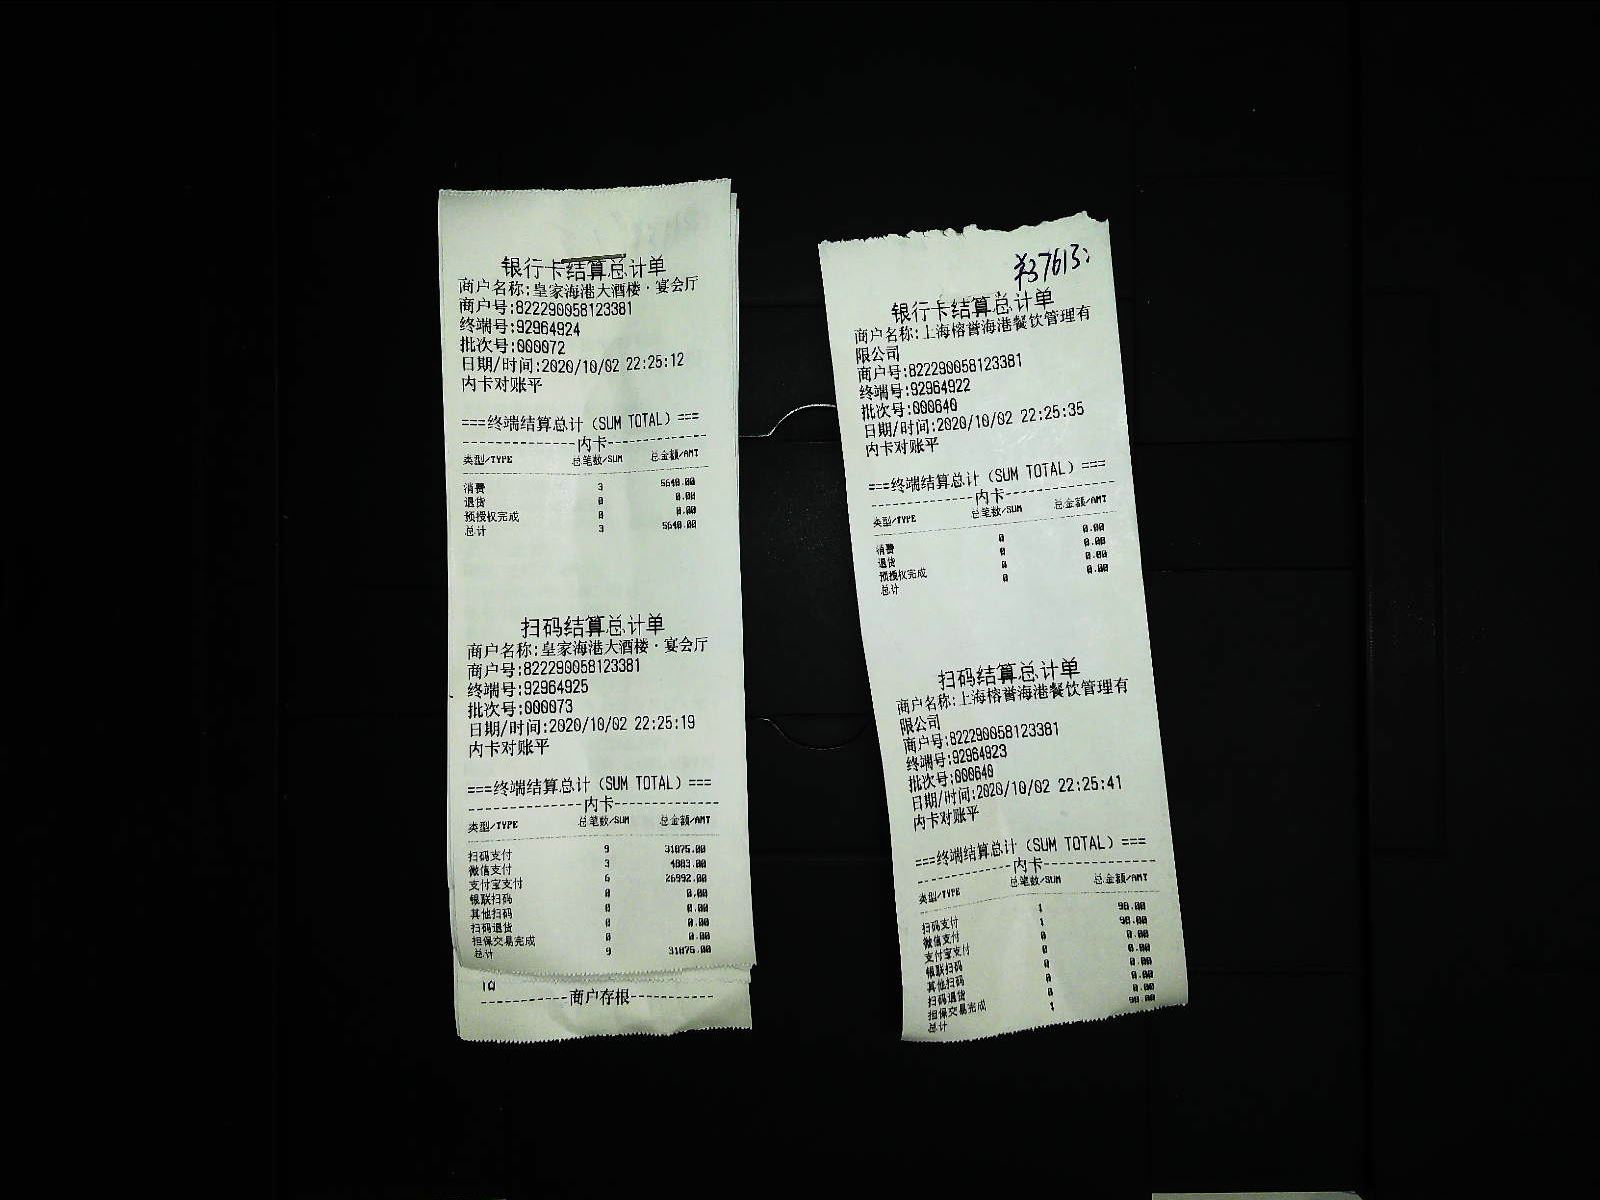 银行卡结算总计单
商户名称:皇家海港大酒楼·宴会厅
商户号:822290058123381
终端号:92964924
批次号:000072
日期/时间:2020/10/02 22:25:12
内卡对账平
===终端结算总计(SUM TOTAL)===
------------内卡------------
类型/TYPE 总笔数/SUM 总金额/AMT
消费 3 5640.00
退货 0 0.00
预授权完成 0 0.00
总计 3 5640.00
扫码结算总计单
商户名称:皇家海港大酒楼·宴会厅
商户号:822290058123381
终端号:92964925
批次号:000073
日期/时间:2020/10/02 22:25:19
内卡对账平
===终端结算总计(SUM TOTAL)===
------------内卡------------
类型/TYPE 总笔数/SUM 总金额/AMT
扫码支付 9 31875.00
微信支付 3 4883.00
支付宝支付 6 26992.00
银联扫码 0 0.00
其他扫码 0 0.00
扫码退货 0 0.00
担保交易完成 0 0.00
总计 9 31875.00
----------商户存根----------
¥37613:
银行卡结算总计单
商户名称:上海榕誉海港餐饮管理有
限公司
商户号:822290058123381
终端号:92964922
批次号:000640
日期/时间:2020/10/02 22:25:35
内卡对账平
===终端结算总计(SUM TOTAL)===
------------内卡------------
类型/TYPE 总笔数/SUM 总金额/AMT
消费 0 0.00
退货 0 0.00
预授权完成 0 0.00
总计 0 0.00
扫码结算总计单
商户名称:上海榕誉海港餐饮管理有
限公司
商户号:822290058123381
终端号:92964923
批次号:000640
日期/时间:2020/10/02 22:25:41
内卡对账平
===终端结算总计(SUM TOTAL)===
------------内卡------------
类型/TYPE 总笔数/SUM 总金额/AMT
扫码支付 1 98.00
微信支付 1 98.00
支付宝支付 0 0.00
银联扫码 0 0.00
其他扫码 0 0.00
扫码退货 0 0.00
担保交易完成 0 0.00
总计 1 98.00